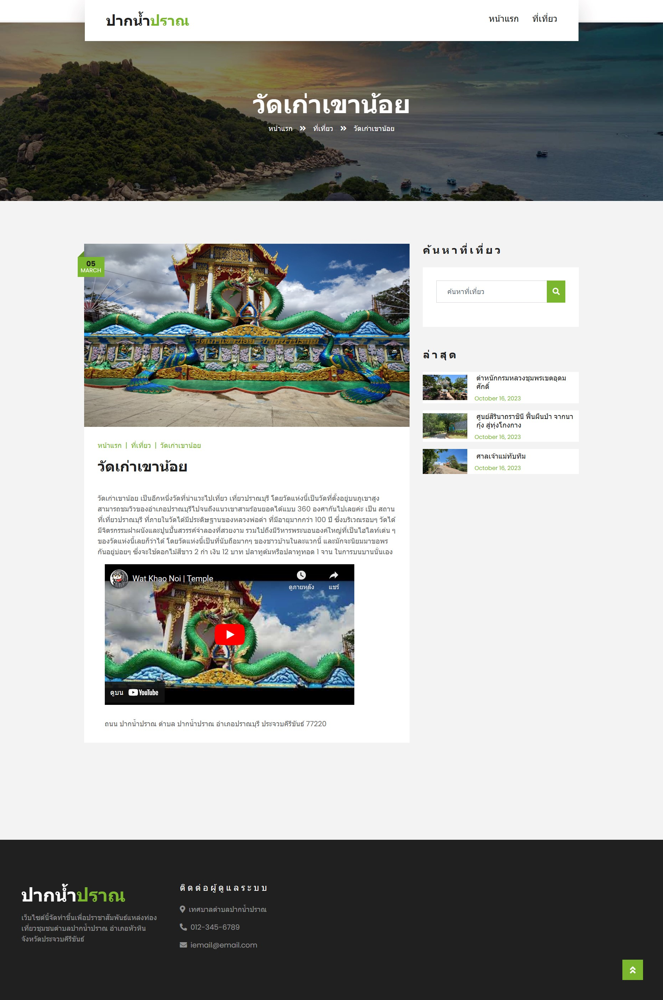 ปากน้ำปราณ
หน้าแรก ที่เที่ยว
วัดเก่าเขาน้อย
หน้าแรก » ที่เที่ยว » วัดเก่าเขาน้อย
05
MARCH
วัดเก่าเขาน้อย ปากน้ำปราณ
หน้าแรก | ที่เที่ยว | วัดเก่าเขาน้อย
วัดเก่าเขาน้อย
วัดเก่าเขาน้อย เป็นอีกหนึ่งวัดที่น่าแวะไปเที่ยว เที่ยวปราณบุรี โดยวัดแห่งนี้เป็นวัดที่ตั้งอยู่บนภูเขาสูง
สามารถชมวิวของอำเภอปราณบุรีไปจนถึงแนวเขาสามร้อยยอดได้แบบ 360 องศากันไปเลยค่ะ เป็น สถาน
ที่เที่ยวปราณบุรี ที่ภายในวัดได้มีประดิษฐานของหลวงพ่อดำ ที่มีอายุมากกว่า 100 ปี ซึ่งบริเวณรอบๆ วัดได้
มีจิตรกรรมฝาผนังและปูนปั้นสวรรค์จำลองที่สวยงาม รวมไปถึงมีวิหารพระนอนองค์ใหญ่ที่เป็นไฮไลท์เด่น ๆ
ของวัดแห่งนี้เลยก็ว่าได้ โดยวัดแห่งนี้เป็นที่นับถือมากๆ ของชาวบ้านในละแวกนี้ และมักจะนิยมมาขอพร
กันอยู่บ่อยๆ ซึ่งจะใช้ดอกไม้สีขาว 2 กำ เงิน 12 บาท ปลาทูต้มหรือปลาทูทอด 1 จาน ในการบนบานนั่นเอง
Wat Khao Noi | Temple
ดูภายหลัง แชร์
ดูบน YouTube
ถนน ปากน้ำปราณ ตำบล ปากน้ำปราณ อำเภอปราณบุรี ประจวบคีรีขันธ์ 77220
ค้นหาที่เที่ยว
ค้นหาที่เที่ยว
ล่าสุด
ตำหนักกรมหลวงชุมพรเขตอุดม
ศักดิ์
October 16, 2023
ศูนย์สิรินาถราชินี ฟื้นผืนป่า จากนา
กุ้ง สู่ทุ่งโกงกาง
October 16, 2023
ศาลเจ้าแม่ทับทิม
October 16, 2023
ปากน้ำปราณ
เว็บไซต์นี้จัดทำขึ้นเพื่อปราชาสัมพันธ์แหล่งท่อง
เที่ยวชุมชนตำบลปากน้ำปราณ อำเภอหัวหิน
จังหวัดประจวบคีรีขันธ์
ติดต่อผู้ดูแลระบบ
เทศบาลตำบลปากน้ำปราณ
012-345-6789
iemail@email.com